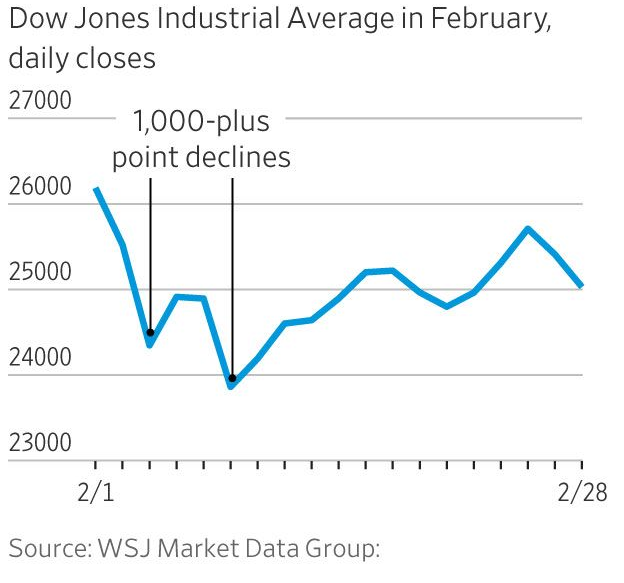 Dow Jones Industrial Average in February,
daily closes
27000
1,000-plus
point declines
26000
25000
24000
23000
2/1
2/28
Source: WSJ Market Data Group: